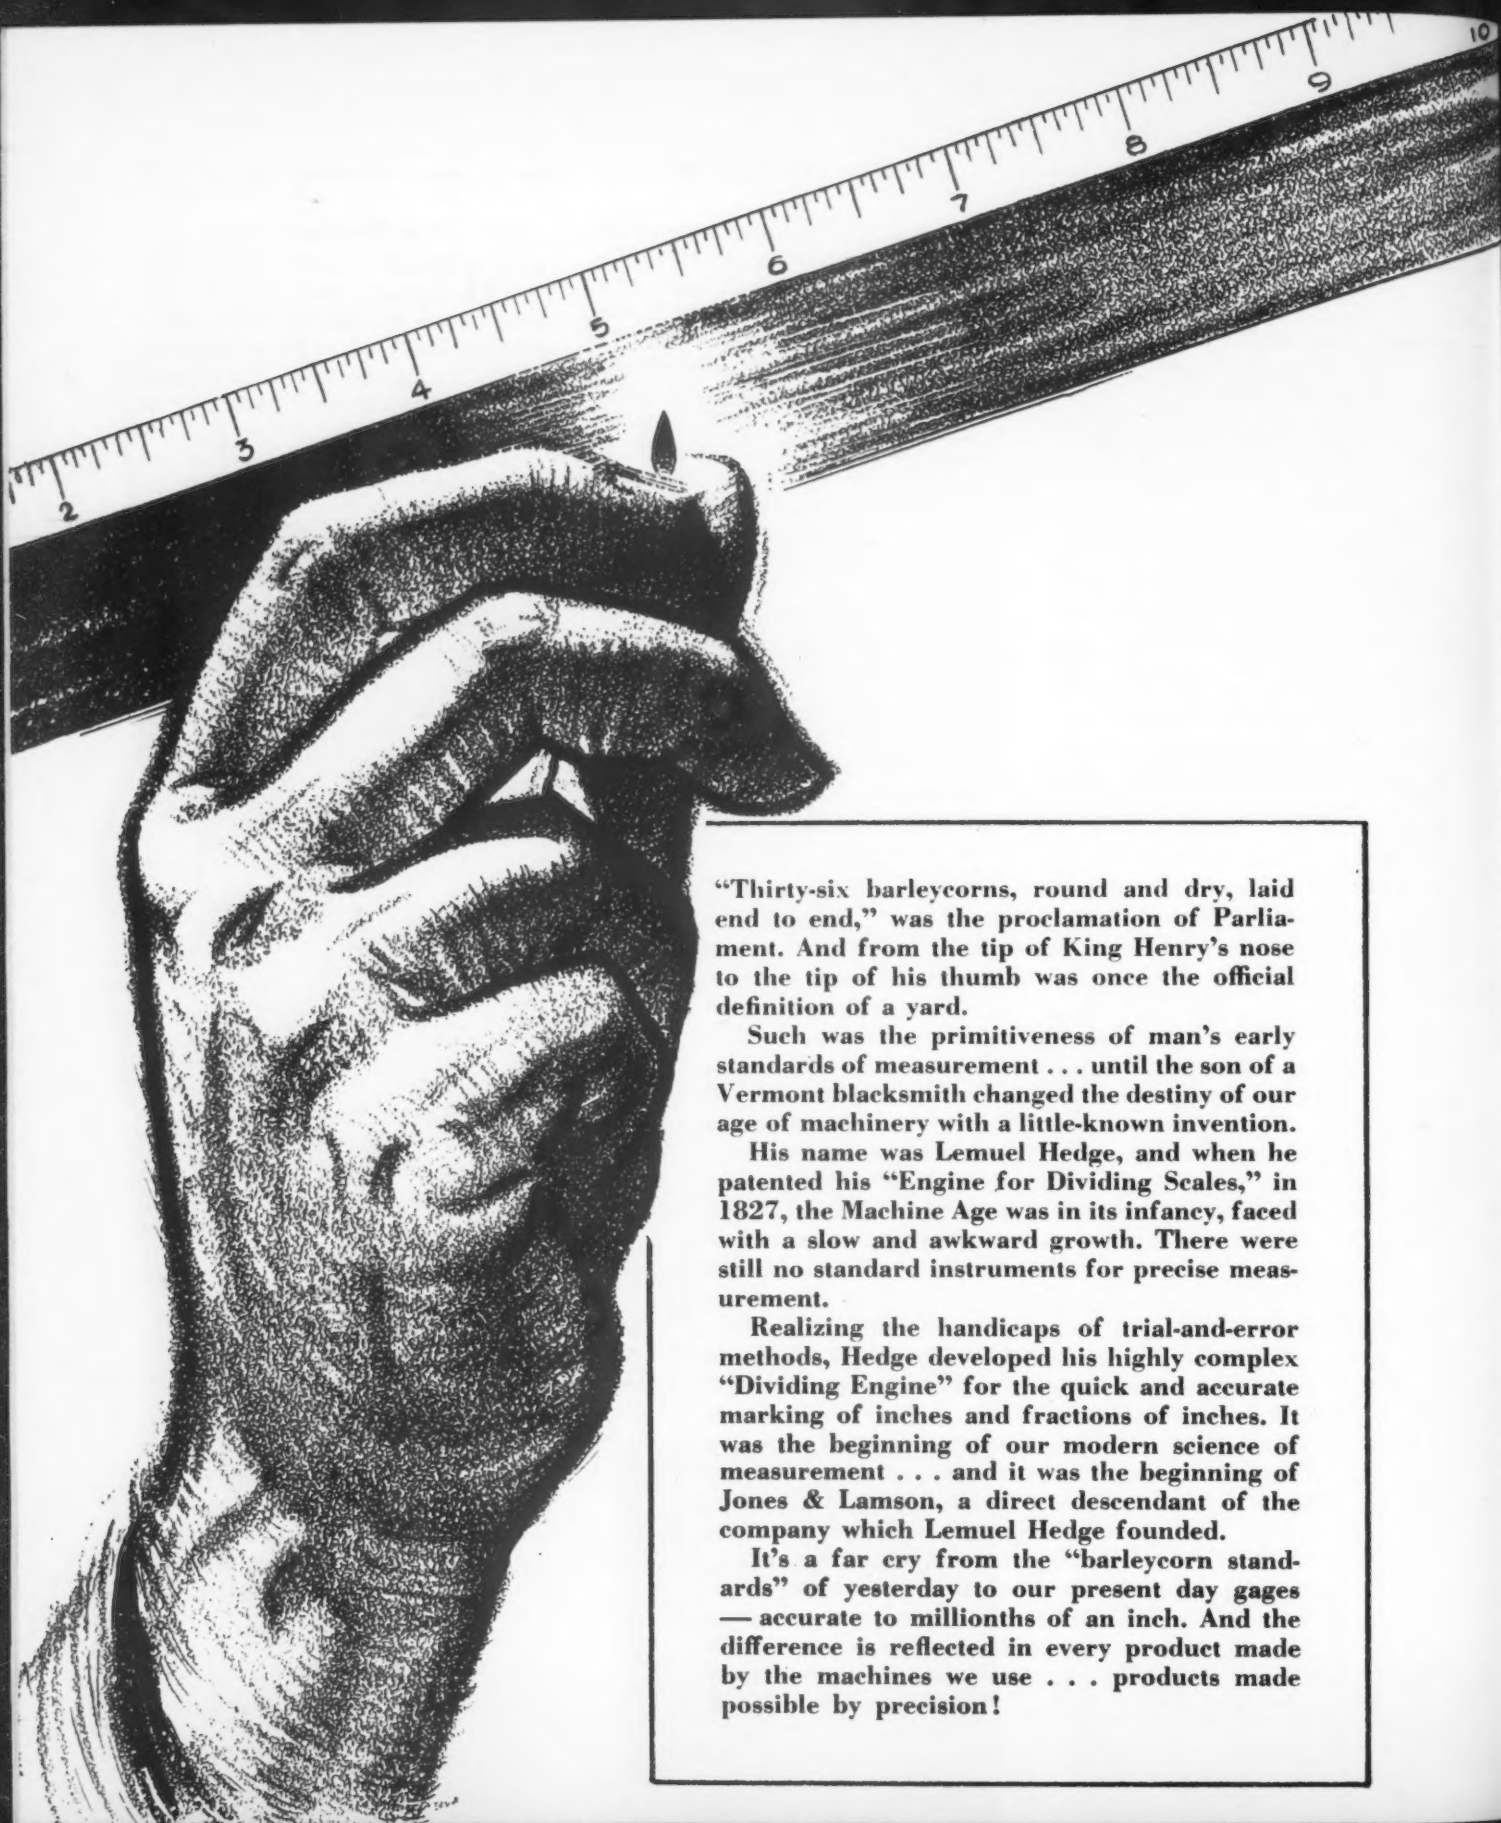 10
9
8
7
6
5
4
3
2
“Thirty-six barleycorns, round and dry, laid
end to end,” was the proclamation of Parlia-
ment. And from the tip of King Henry’s nose
to the tip of his thumb was once the official
definition of a yard.
Such was the primitiveness of man’s early
standards of measurement . . . until the son of a
Vermont blacksmith changed the destiny of our
age of machinery with a little-known invention.
His name was Lemuel Hedge, and when he
patented his “Engine for Dividing Scales,” in
1827, the Machine Age was in its infancy, faced
with a slow and awkward growth. There were
still no standard instruments for precise meas-
urement.
Realizing the handicaps of trial-and-error
methods, Hedge developed his highly complex
“Dividing Engine” for the quick and accurate
marking of inches and fractions of inches. It
was the beginning of our modern science of
measurement . . . and it was the beginning of
Jones & Lamson, a direct descendant of the
company which Lemuel Hedge founded.
It’s a far cry from the “barleycorn stand-
ards” of yesterday to our present day gages
— accurate to millionths of an inch. And the
difference is reflected in every product made
by the machines we use . . . products made
possible by precision!